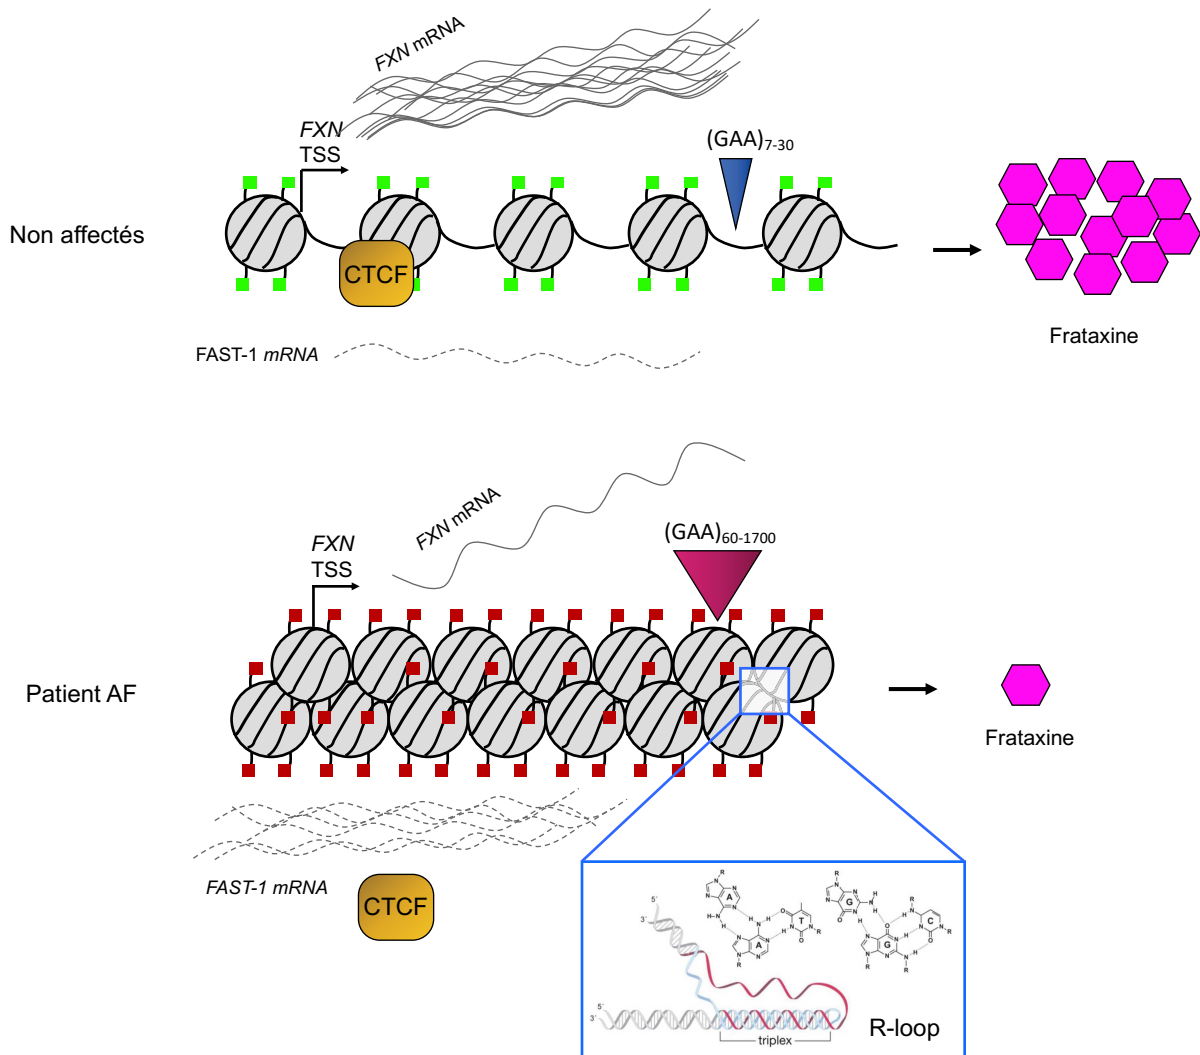 FXN mRNA
FXN
TSS
(GAA)7-30
Non affectés
CTCF
Frataxine
FAST-1 mRNA
FXN mRNA
FXN
TSS
(GAA)60-1700
Patient AF
Frataxine
FAST-1 mRNA
CTCF
R
N
N
A
N
N
N
H
H
N
H
O
T
N
H
N
O
R
N
N
A
N
N
R
R
N
N
G
N
H
N
H
O
R
N
H
C
N
N
O
R
H
O
N
G
N
H
N
N
N
H
R
R
5´
3´
5´
3´
triplex
R-loop